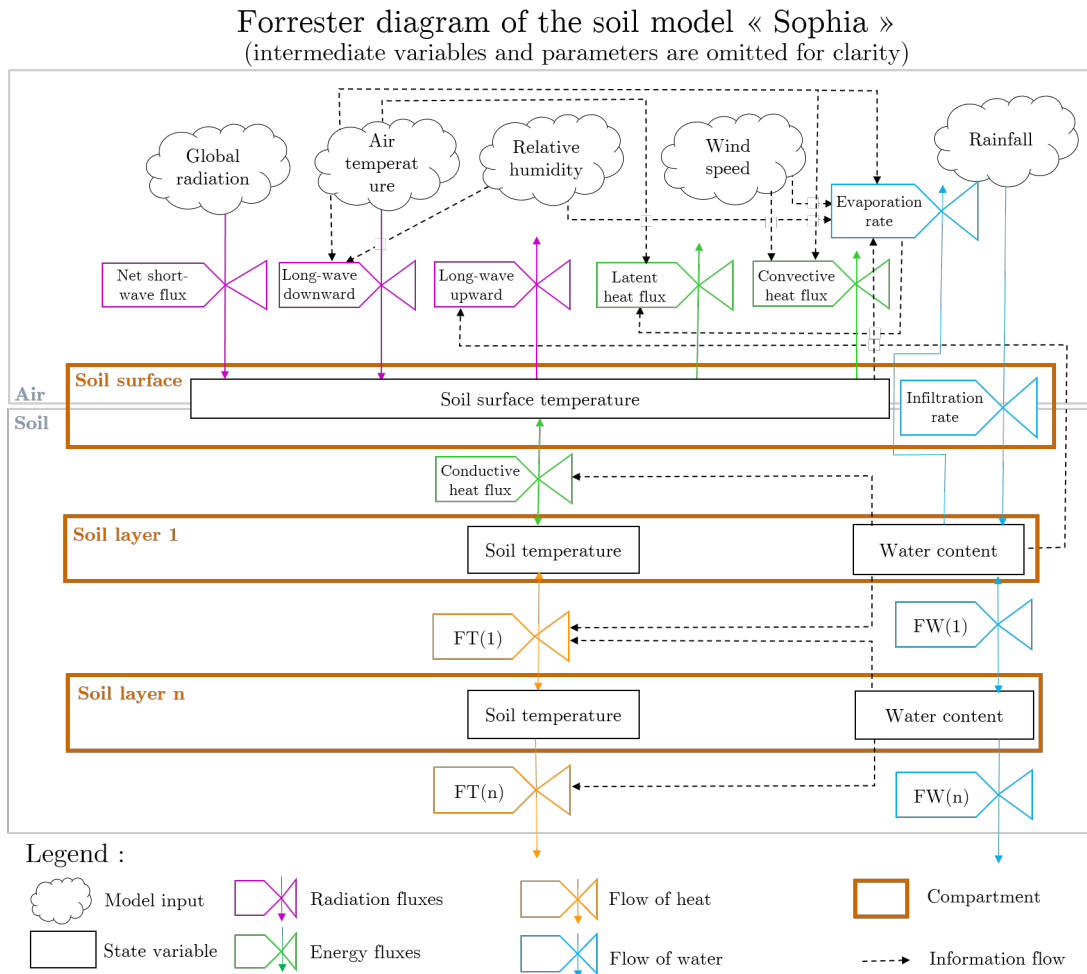 Forrester diagram of the soil model « Sophia »
(intermediate variables and parameters are omitted for clarity)
Global
radiation
Air
temperat
ure
Relative
humidity
Wind
speed
Rainfall
Evaporation
rate
Net short-
wave flux
Long-wave
downward
Long-wave
upward
Latent
heat flux
Convective
heat flux
Air
Soil
Soil surface
Soil surface temperature
Infiltration
rate
Conductive
heat flux
Soil layer 1
Soil temperature
Water content
FT(1)
FW(1)
Soil layer n
Soil temperature
Water content
FT(n)
FW(n)
Legend :
Model input
Radiation fluxes
Flow of heat
Compartment
State variable
Energy fluxes
Flow of water
Information flow